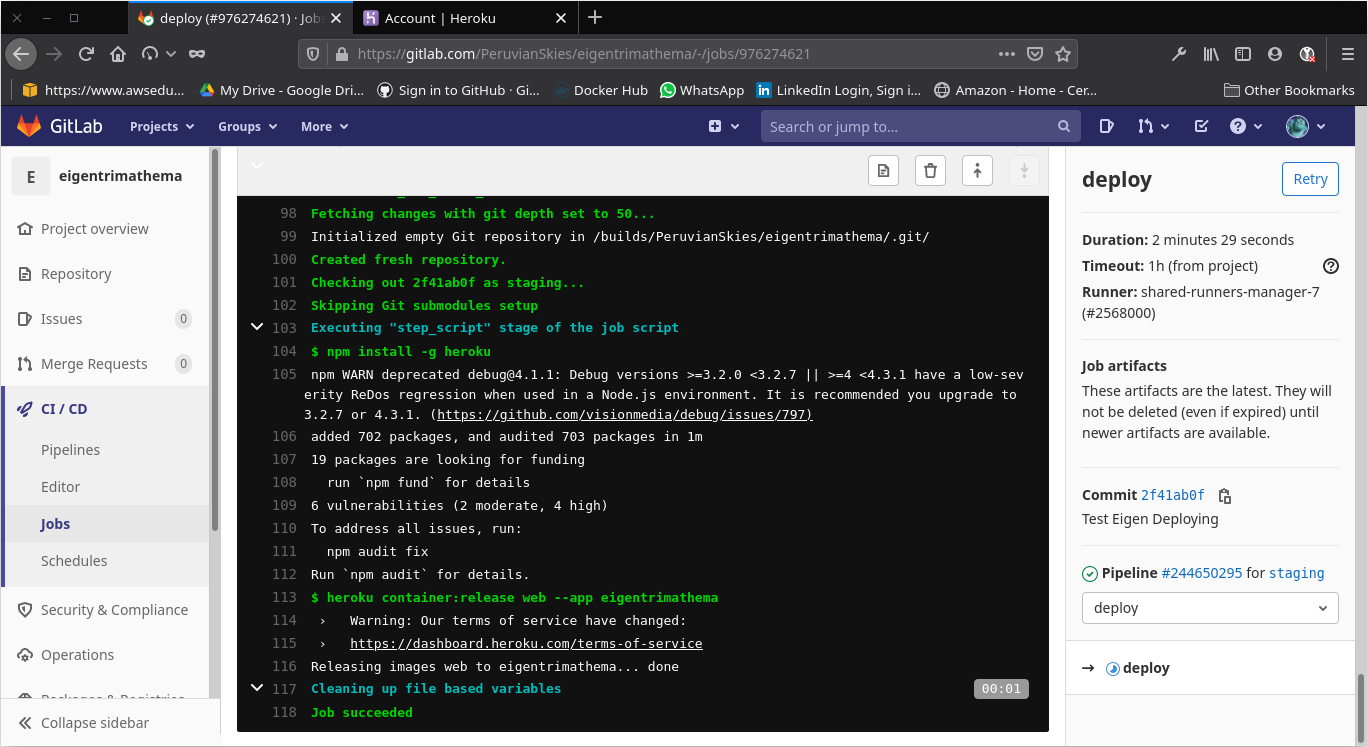 deploy (#976274621) · Job
Account | Heroku
https://gitlab.com/PeruvianSkies/eigentrimathema/-/jobs/976274621
https://www.awsedu...
My Drive - Google Dri...
Sign in to GitHub · Gi...
Docker Hub
WhatsApp
LinkedIn Login, Sign i...
Amazon - Home - Cer...
Other Bookmarks
GitLab
Projects
Groups
More
Search or jump to...
E
eigentrimathema
Project overview
Repository
Issues
0
Merge Requests
0
CI / CD
Pipelines
Editor
Jobs
Schedules
Security & Compliance
Operations
Packages & Registries
Collapse sidebar
98 Fetching changes with git depth set to 50...
99 Initialized empty Git repository in /builds/PeruvianSkies/eigentrimathema/.git/
100 Created fresh repository.
101 Checking out 2f41ab0f as staging...
102 Skipping Git submodules setup
103 Executing "step_script" stage of the job script
104 $ npm install -g heroku
105 npm WARN deprecated debug@4.1.1: Debug versions >=3.2.0 <3.2.7 || >=4 <4.3.1 have a low-sev
erity ReDos regression when used in a Node.js environment. It is recommended you upgrade to
3.2.7 or 4.3.1. (https://github.com/visionmedia/debug/issues/797)
106 added 702 packages, and audited 703 packages in 1m
107 19 packages are looking for funding
108 run `npm fund` for details
109 6 vulnerabilities (2 moderate, 4 high)
110 To address all issues, run:
111 npm audit fix
112 Run `npm audit` for details.
113 $ heroku container:release web --app eigentrimathema
114 › Warning: Our terms of service have changed:
115 › https://dashboard.heroku.com/terms-of-service
116 Releasing images web to eigentrimathema... done
117 Cleaning up file based variables 00:01
118 Job succeeded
deploy
Retry
Duration: 2 minutes 29 seconds
Timeout: 1h (from project)
Runner: shared-runners-manager-7
(#2568000)
Job artifacts
These artifacts are the latest. They will
not be deleted (even if expired) until
newer artifacts are available.
Commit 2f41ab0f
Test Eigen Deploying
Pipeline #244650295 for staging
deploy
→ deploy